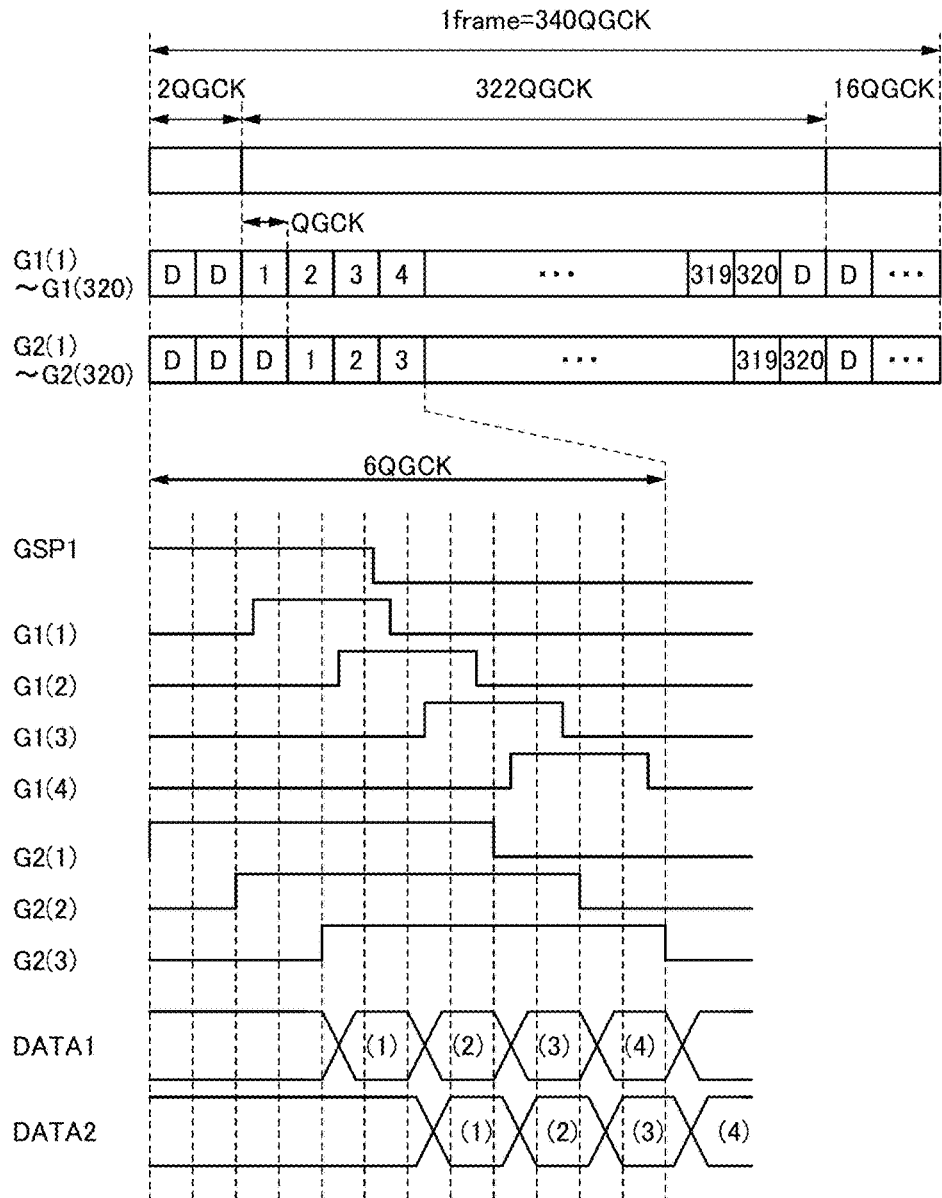 1frame=340QGCK
2QGCK 322QGCK 16QGCK
QGCK
G1(1)
~G1(320) D D 1 2 3 4 ··· 319 320 D D ···
G2(1)
~G2(320) D D D 1 2 3 ··· 319 320 D ···
6QGCK
GSP1
G1(1)
G1(2)
G1(3)
G1(4)
G2(1)
G2(2)
G2(3)
DATA1 (1) (2) (3) (4)
DATA2 (1) (2) (3) (4)